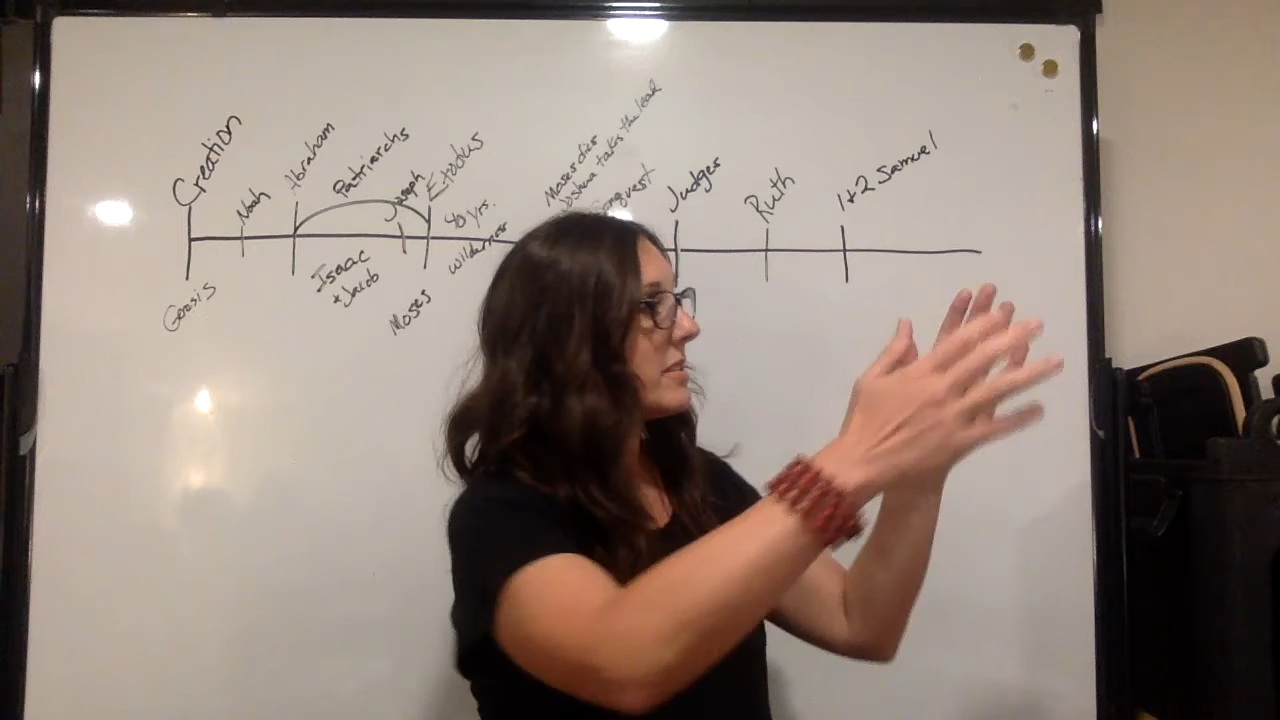 Creation
Noah
Abraham
Patriarchs
Joseph
Exodus
40 yrs.
wilderness
Moses dies
Joshua takes the lead
Conquest
Judges
Ruth
1+2 Samuel
Isaac
+ Jacob
Moses